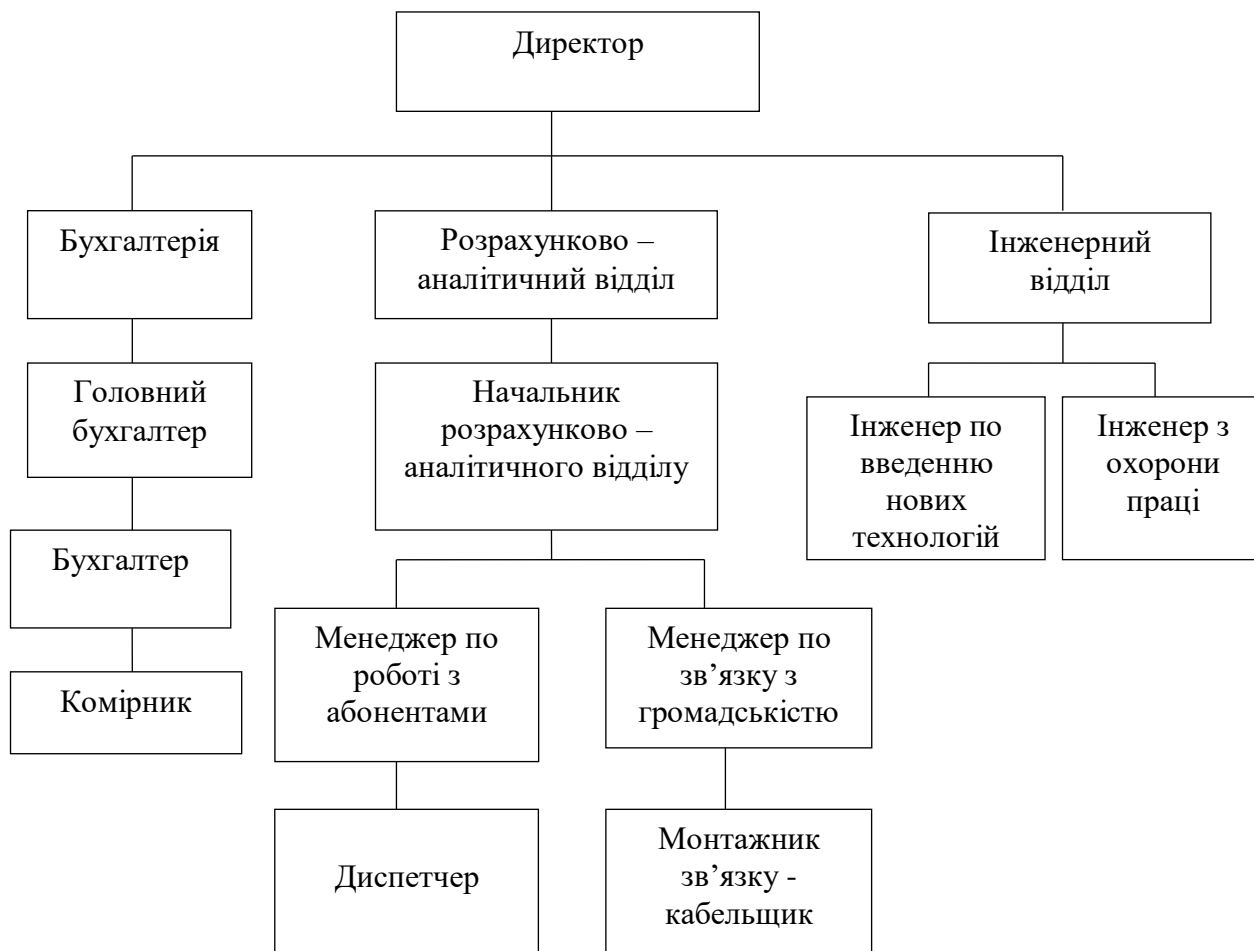 Директор
Бухгалтерія
Розрахунково –
аналітичний відділ
Інженерний
відділ
Головний
бухгалтер
Начальник
розрахунково –
аналітичного відділу
Інженер по
введенню
нових
технологій
Інженер з
охорони
праці
Бухгалтер
Менеджер по
роботі з
абонентами
Менеджер по
зв’язку з
громадськістю
Комірник
Диспетчер
Монтажник
зв’язку -
кабельщик